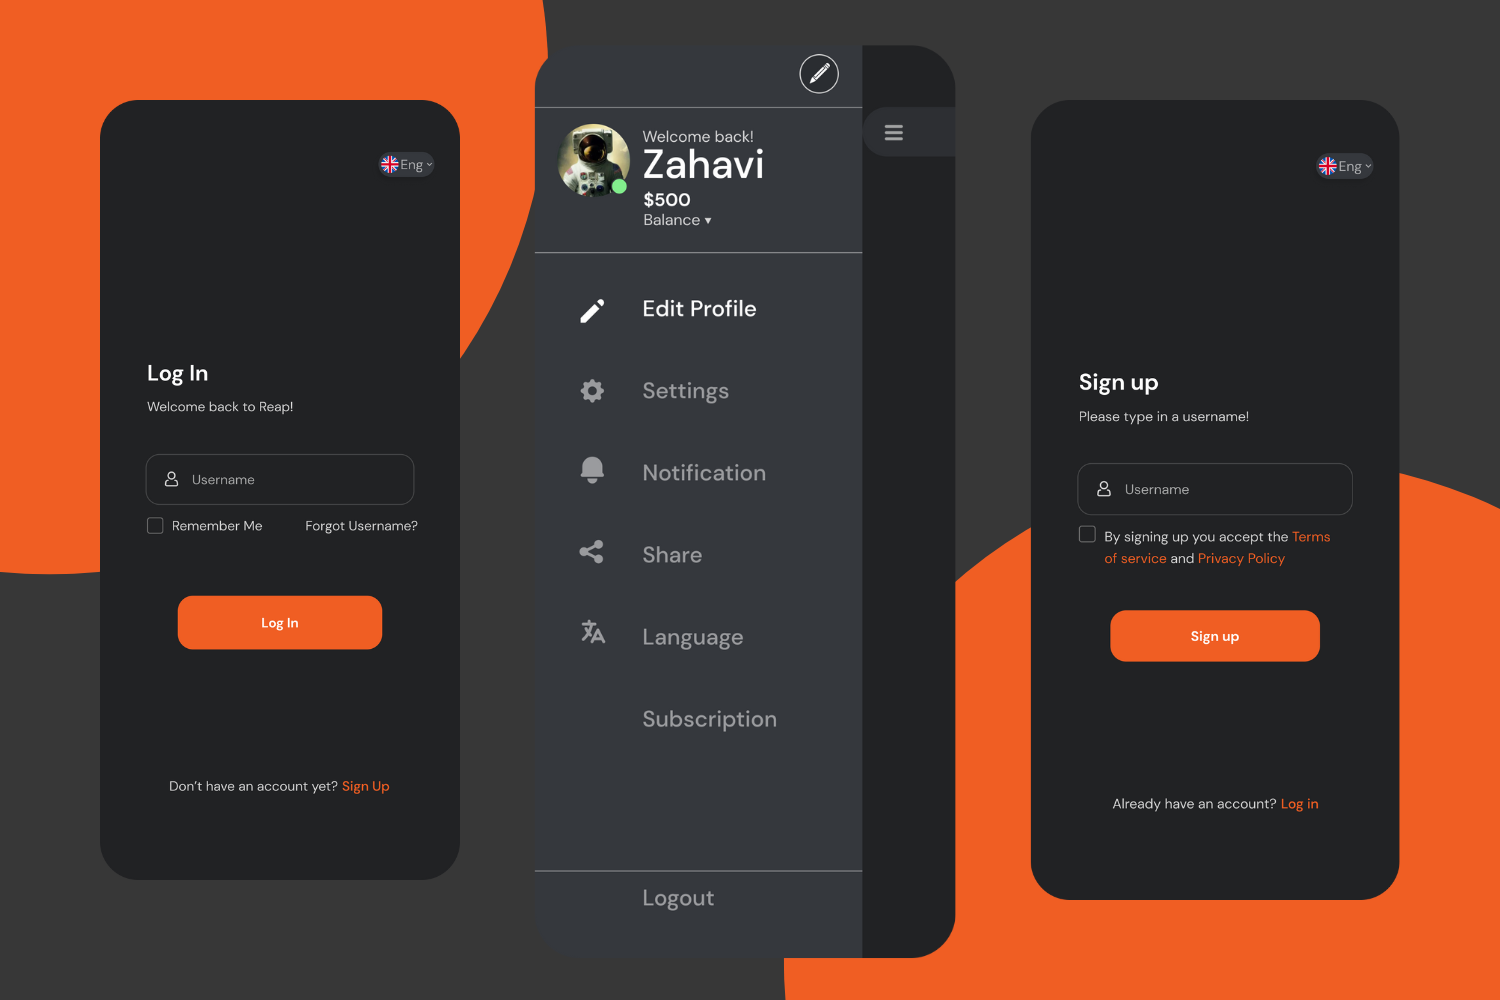 Eng
Log In
Welcome back to Reap!
Username
Remember Me
Forgot Username?
Log In
Don't have an account yet? Sign Up
Welcome back!
Zahavi
$500
Balance ▾
Edit Profile
Settings
Notification
Share
Language
Subscription
Logout
Eng
Sign up
Please type in a username!
Username
By signing up you accept the Terms
of service and Privacy Policy
Sign up
Already have an account? Log in